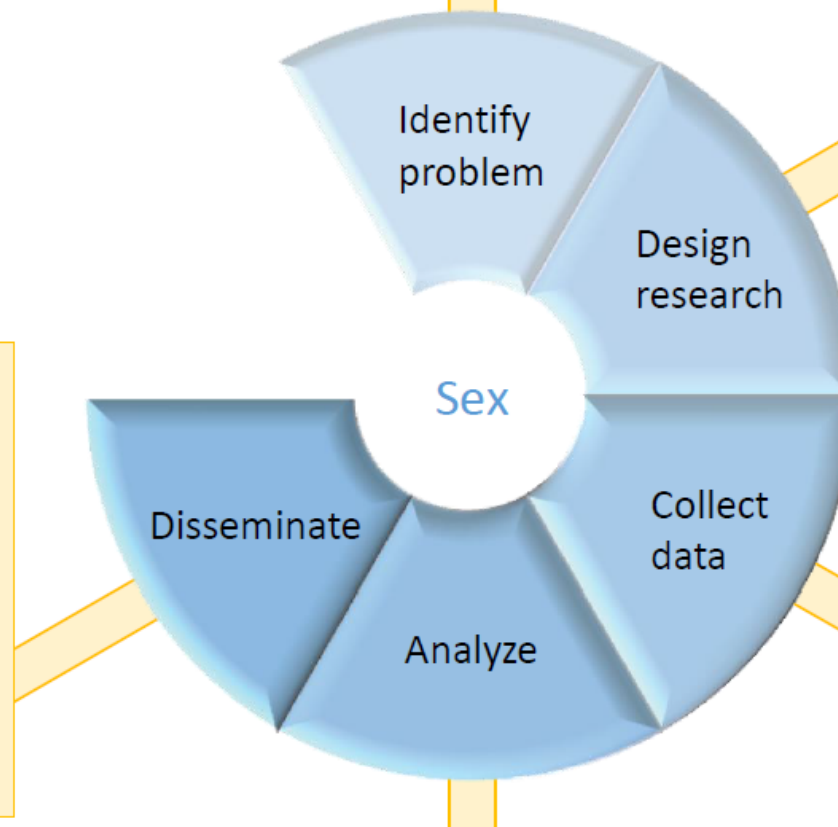 Identify
problem
Design
research
Sex
Collect
data
Disseminate
Analyze